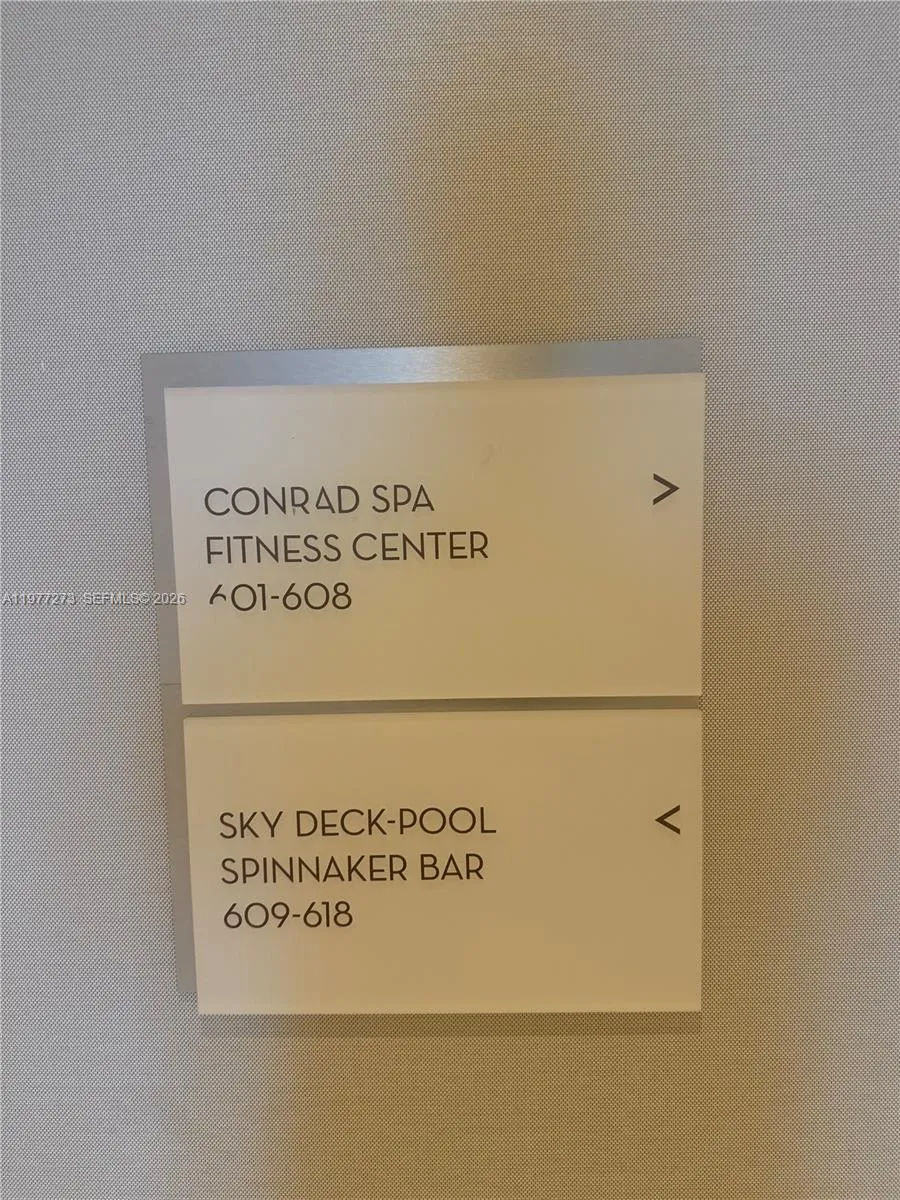 CONRAD SPA >
FITNESS CENTER
601-608
A11977273 SEFMLS© 2026
SKY DECK-POOL <
SPINNAKER BAR
609-618